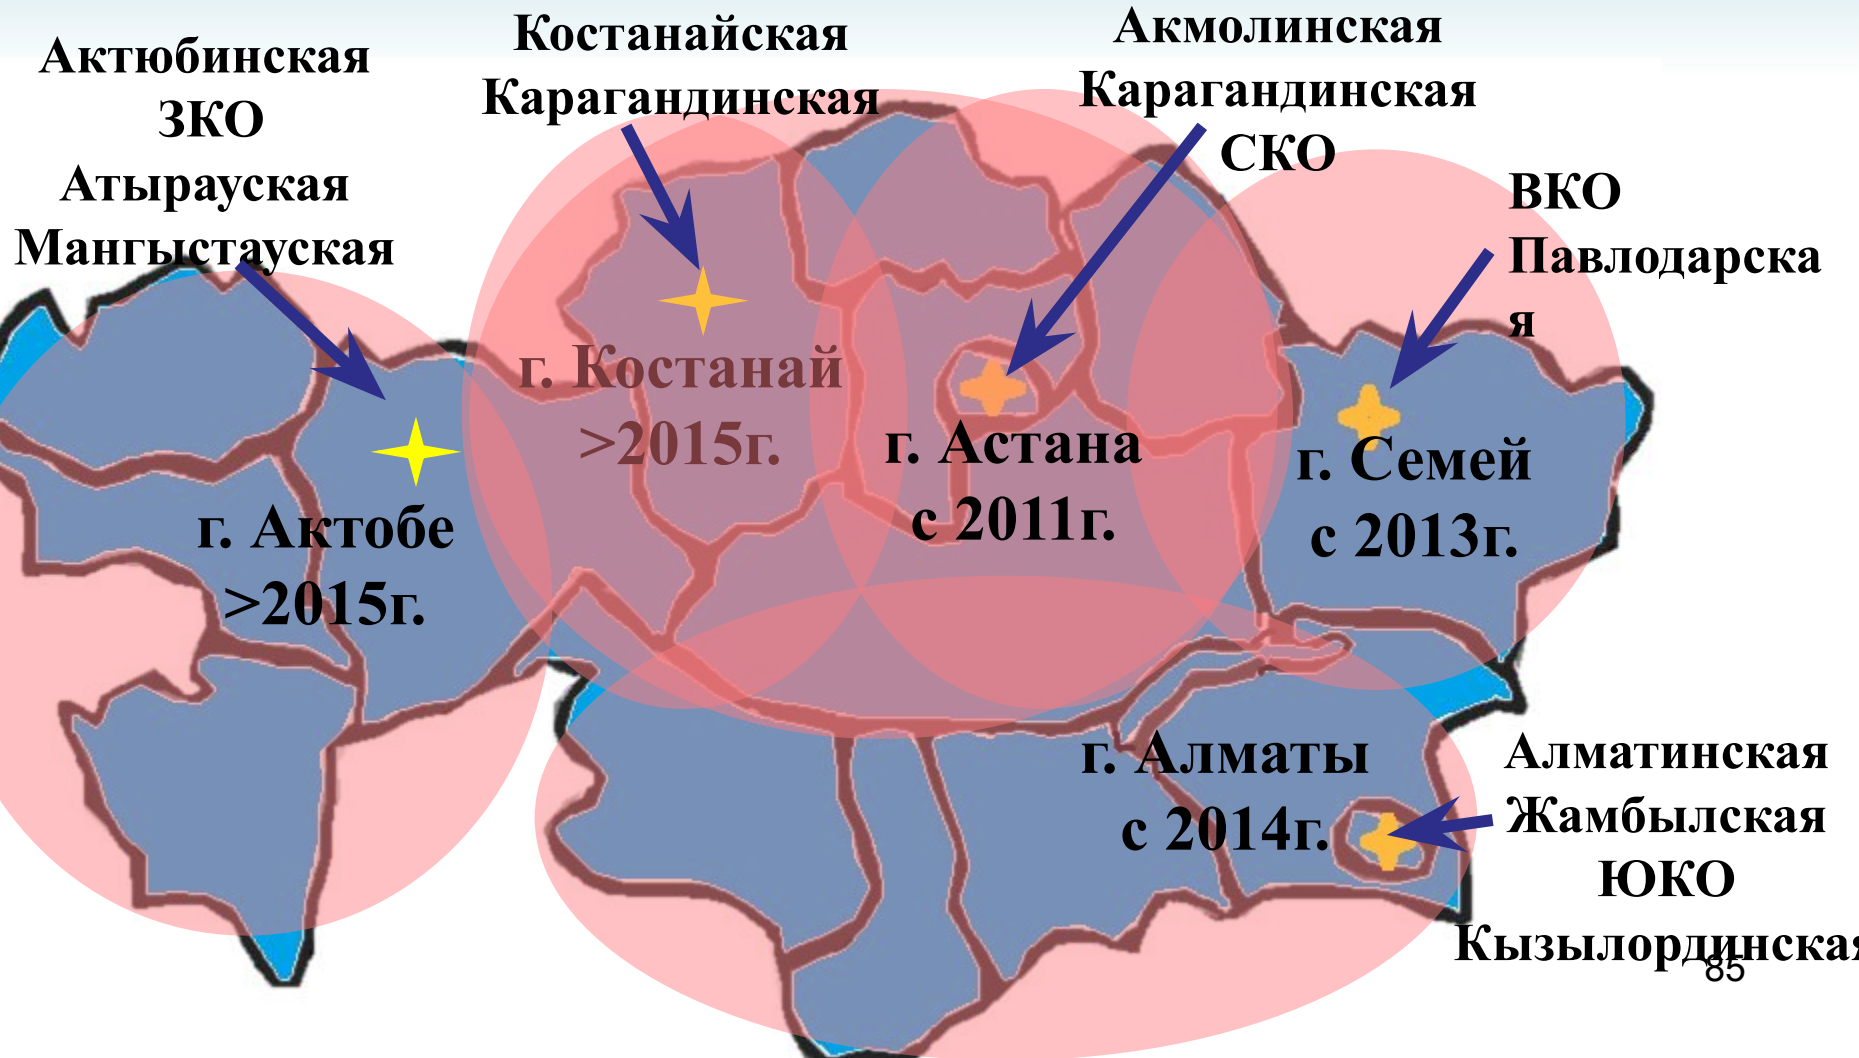 Актюбинская
ЗКО
Атырауская
Мангыстауская
Костанайская
Карагандинская
Акмолинская
Карагандинская
СКО
ВКО
Павлодарска
я
г. Костанай
>2015г.
г. Астана
с 2011г.
г. Семей
с 2013г.
г. Актобе
>2015г.
г. Алматы
с 2014г.
Алматинская
Жамбылская
ЮКО
Кызылординская
85